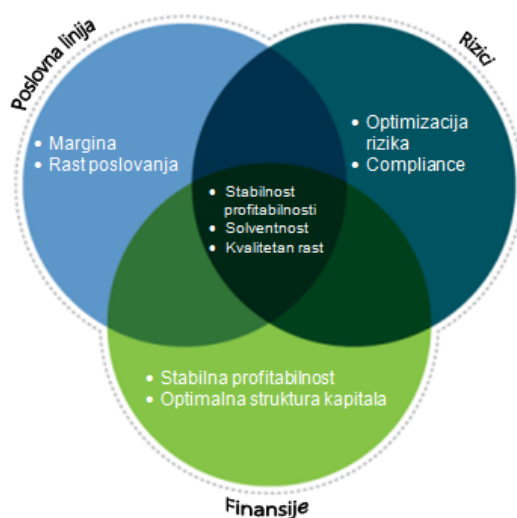 Poslovna linija
Rizici
• Margina
• Rast poslovanja
• Optimizacija
rizika
• Compliance
• Stabilnost
profitabilnosti
• Solventnost
• Kvalitetan rast
• Stabilna profitabilnost
• Optimalna struktura kapitala
Finansije